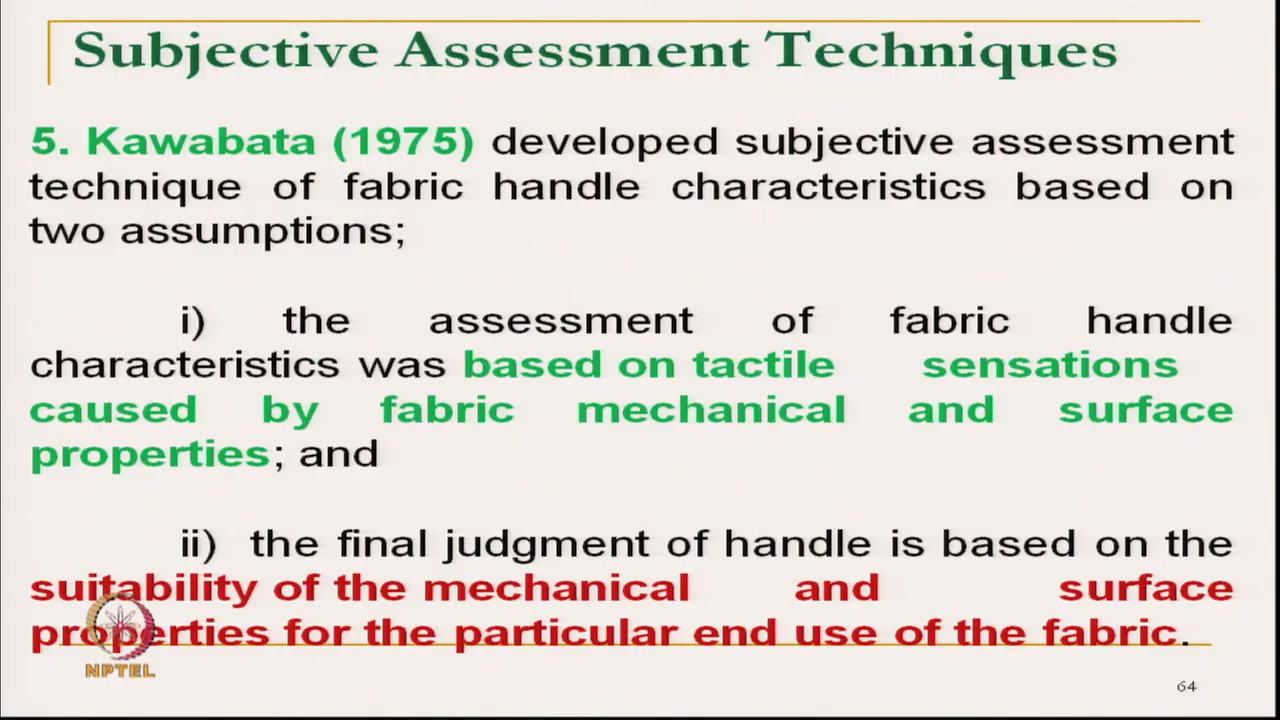 Subjective Assessment Techniques
5. Kawabata (1975) developed subjective assessment
technique of fabric handle characteristics based on
two assumptions;
i) the assessment of fabric handle
characteristics was based on tactile sensations
caused by fabric mechanical and surface
properties; and
ii) the final judgment of handle is based on the
suitability of the mechanical and surface
properties for the particular end use of the fabric.
NPTEL
64